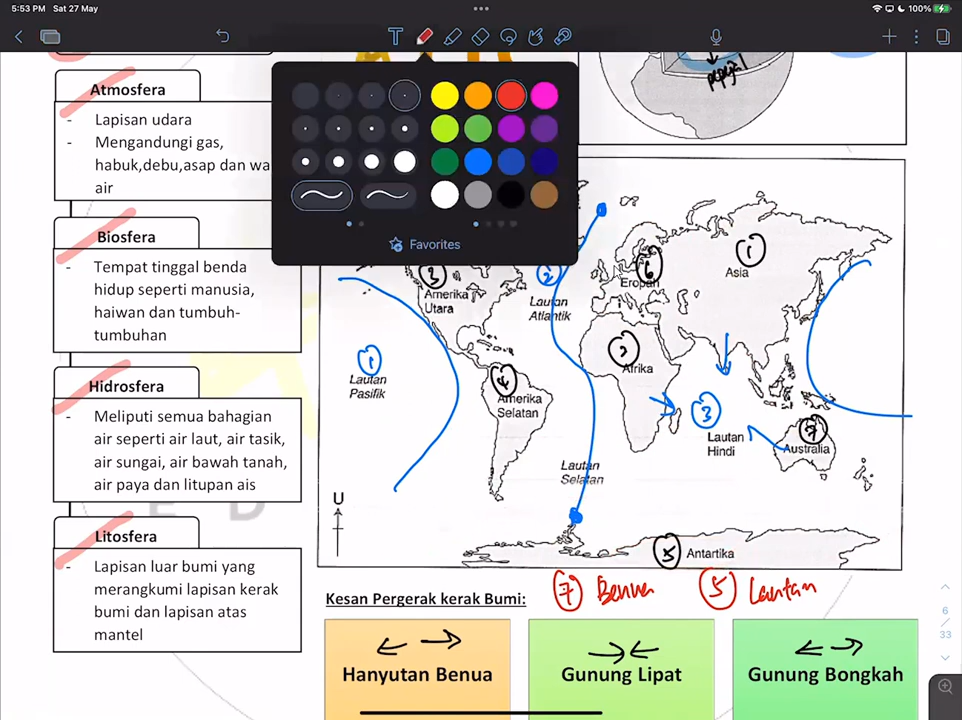 5:53 PM Sat 27 May
100%
Atmosfera
- Lapisan udara
- Mengandungi gas,
habuk,debu,asap dan wa
air
Biosfera
- Tempat tinggal benda
hidup seperti manusia,
haiwan dan tumbuh-
tumbuhan
Hidrosfera
- Meliputi semua bahagian
air seperti air laut, air tasik,
air sungai, air bawah tanah,
air paya dan litupan ais
Litosfera
- Lapisan luar bumi yang
merangkumi lapisan kerak
bumi dan lapisan atas
mantel
E D
Favorites
pepejal
1
Asia
6
Eropah
3
Amerika
Utara
2
Lautan
Atlantik
1
Lautan
Pasifik
Afrika
4
Amerika
Selatan
3
Lautan
Hindi
7
Australia
Lautan
Selatan
U
5
Antartika
7 Benua
5 Lautan
Kesan Pergerak kerak Bumi:
Hanyutan Benua
Gunung Lipat
Gunung Bongkah
6
33